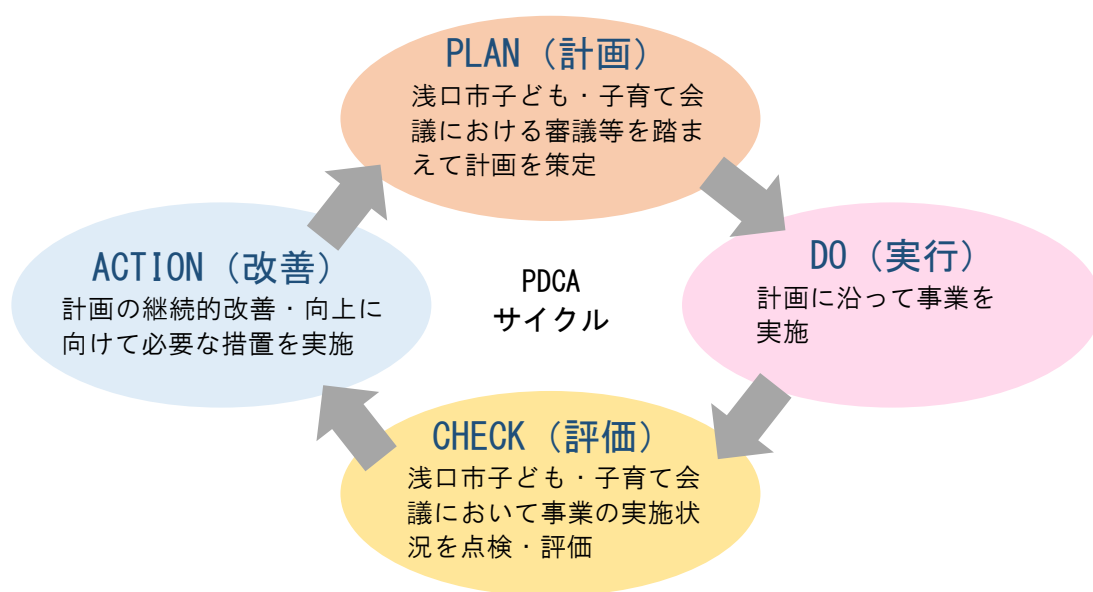 PLAN（計画）
浅口市子ども・子育て会
議における審議等を踏ま
えて計画を策定
DO（実行）
計画に沿って事業を
実施
CHECK（評価）
浅口市子ども・子育て会
議において事業の実施状
況を点検・評価
ACTION（改善）
計画の継続的改善・向上に
向けて必要な措置を実施
PDCA
サイクル